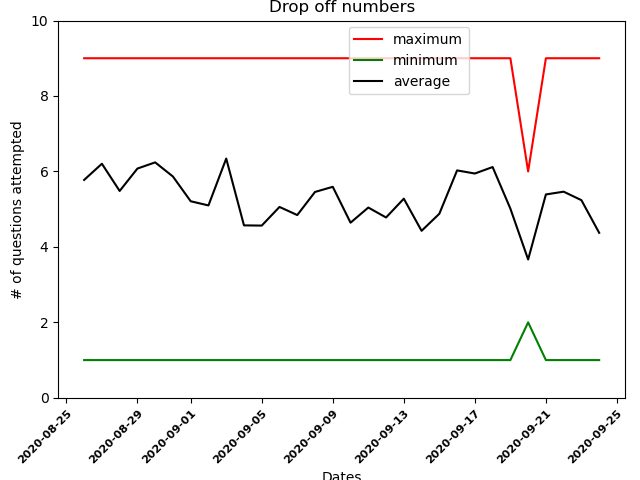 Drop off numbers
10
8
6
4
2
0
# of questions attempted
maximum
minimum
average
2020-08-25
2020-08-29
2020-09-01
2020-09-05
2020-09-09
2020-09-13
2020-09-17
2020-09-21
2020-09-25
Dates